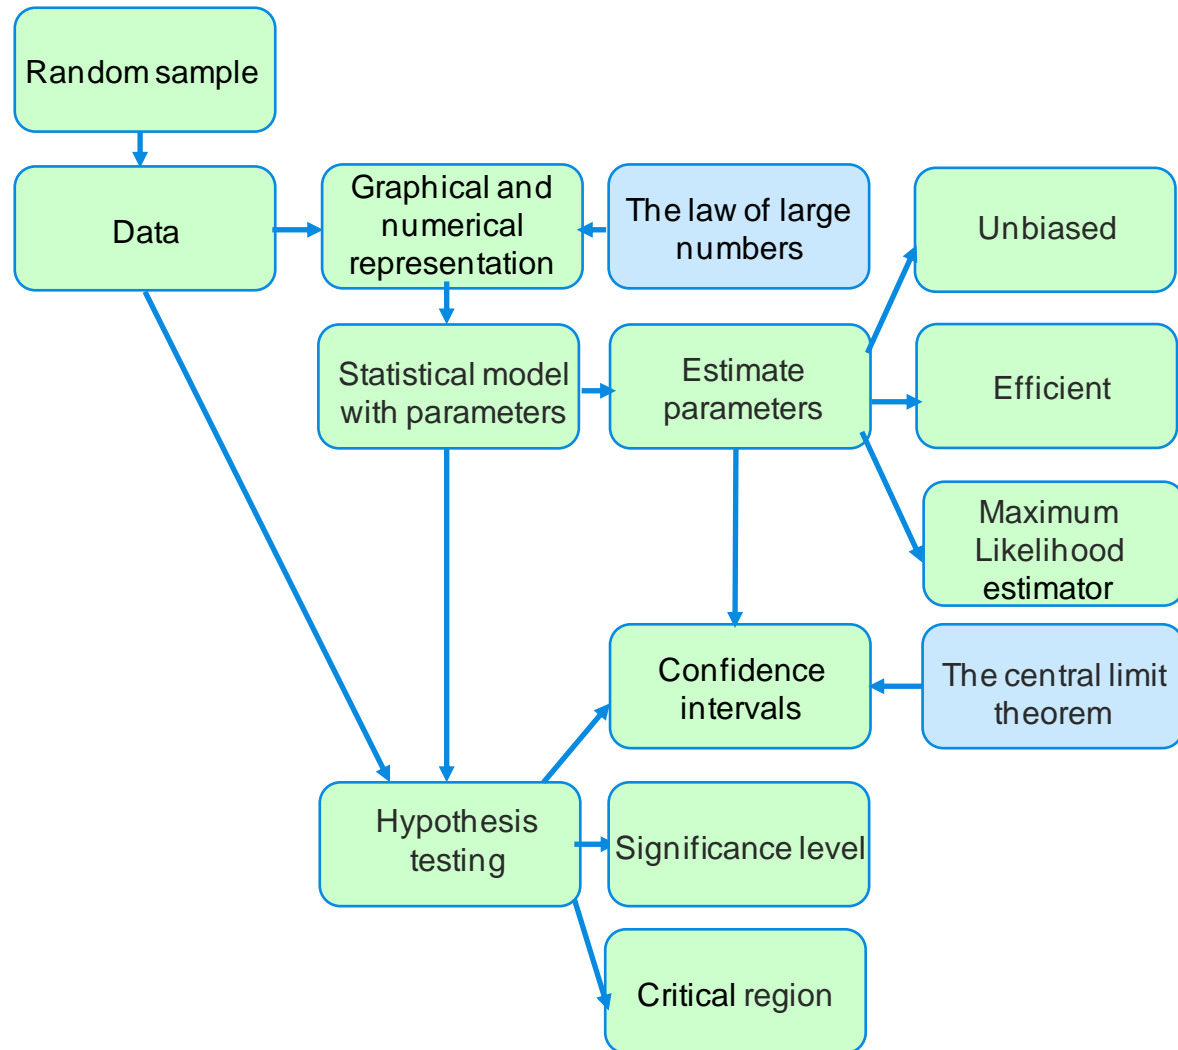 Random sample
Data
Graphical and
numerical
representation
The law of large
numbers
Unbiased
Statistical model
with parameters
Estimate
parameters
Efficient
Maximum
Likelihood
estimator
Confidence
intervals
The central limit
theorem
Hypothesis
testing
Significance level
Critical region